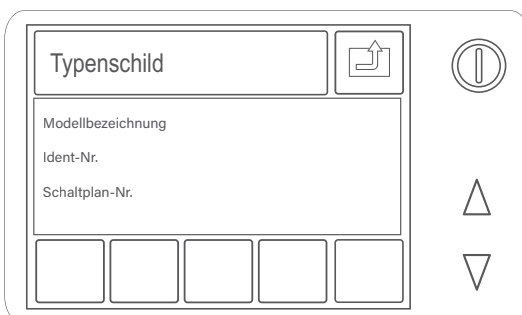 Typenschild
Modellbezeichnung
Ident-Nr.
Schaltplan-Nr.